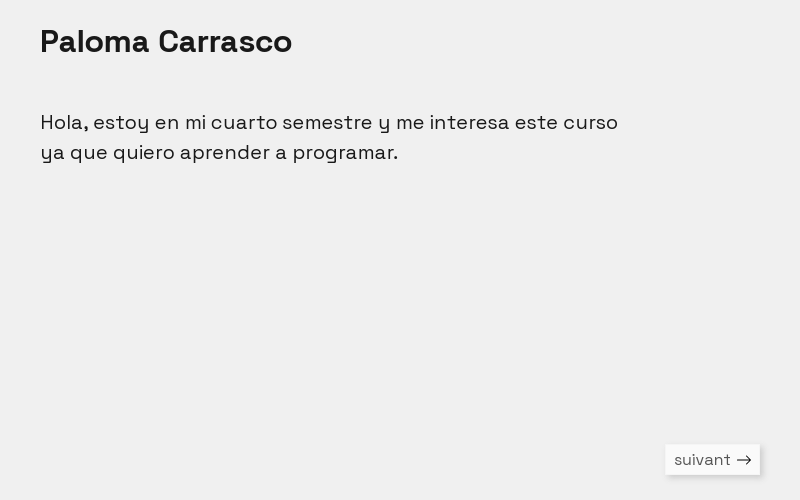 Paloma Carrasco
Hola, estoy en mi cuarto semestre y me interesa este curso
ya que quiero aprender a programar.
suivant →